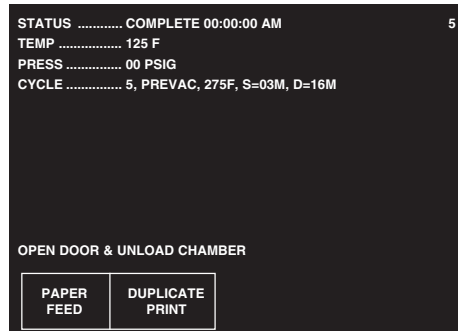 STATUS ............ COMPLETE 00:00:00 AM 5
TEMP ................. 125 F
PRESS ............... 00 PSIG
CYCLE ............... 5, PREVAC, 275F, S=03M, D=16M
OPEN DOOR & UNLOAD CHAMBER
PAPER FEED
DUPLICATE PRINT